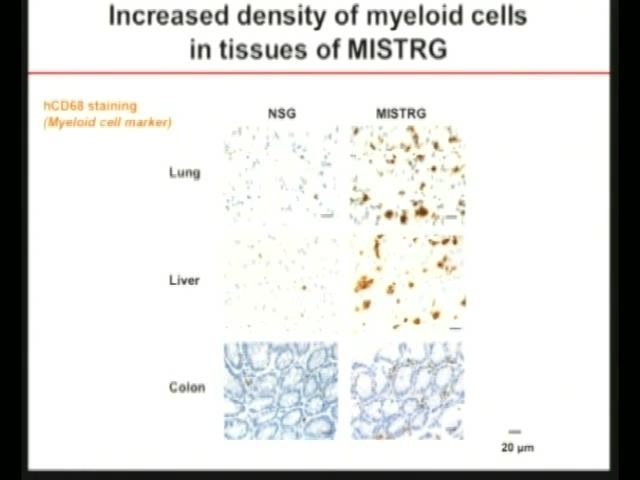 Increased density of myeloid cells
in tissues of MISTRG
hCD68 staining
(Myeloid cell marker)
NSG
MISTRG
Lung
Liver
Colon
20 µm